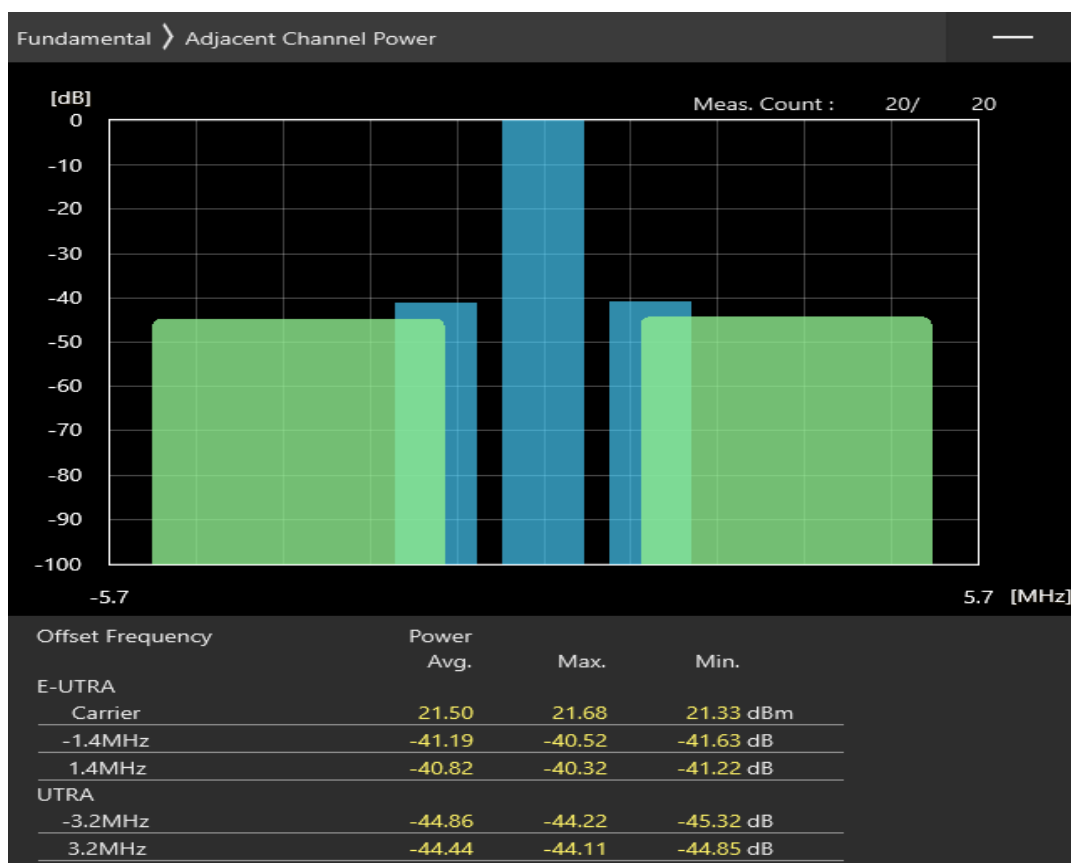 Fundamental ❯ Adjacent Channel Power
[dB]
Meas. Count : 20/ 20
0
-10
-20
-30
-40
-50
-60
-70
-80
-90
-100
-5.7 5.7 [MHz]
Offset Frequency Power
Avg. Max. Min.
E-UTRA
Carrier 21.50 21.68 21.33 dBm
-1.4MHz -41.19 -40.52 -41.63 dB
1.4MHz -40.82 -40.32 -41.22 dB
UTRA
-3.2MHz -44.86 -44.22 -45.32 dB
3.2MHz -44.44 -44.11 -44.85 dB